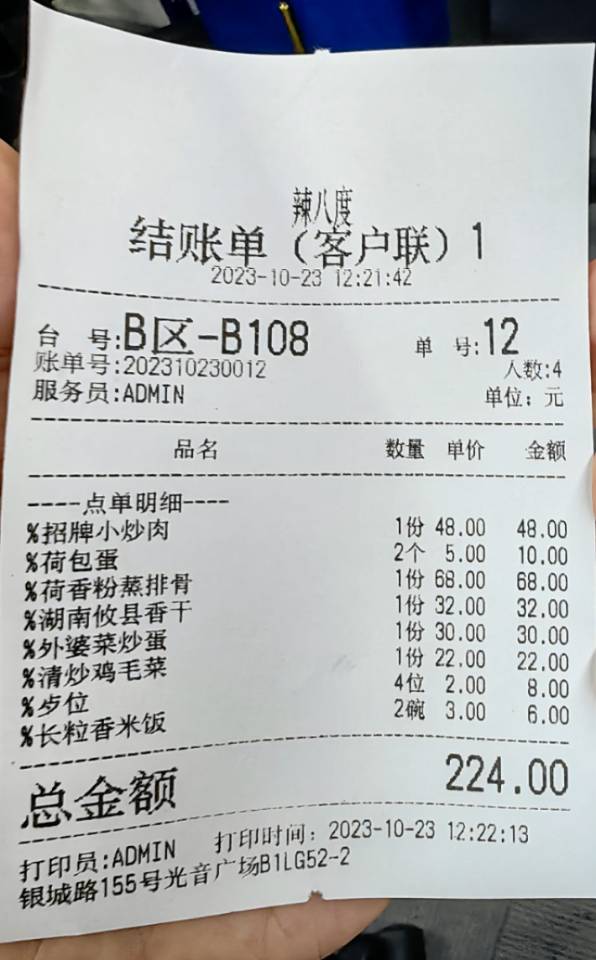 辣八度
结账单（客户联）1
2023-10-23 12:21:42
台 号:B区-B108 单 号:12
账单号:202310230012 人数:4
服务员:ADMIN 单位: 元
品名 数量 单价 金额
----点单明细----
%招牌小炒肉 1份 48.00 48.00
%荷包蛋 2个 5.00 10.00
%荷香粉蒸排骨 1份 68.00 68.00
%湖南攸县香干 1份 32.00 32.00
%外婆菜炒蛋 1份 30.00 30.00
%清炒鸡毛菜 1份 22.00 22.00
%歺位 4位 2.00 8.00
%长粒香米饭 2碗 3.00 6.00
总金额 224.00
打印员:ADMIN 打印时间: 2023-10-23 12:22:13
银城路155号光音广场B1LG52-2